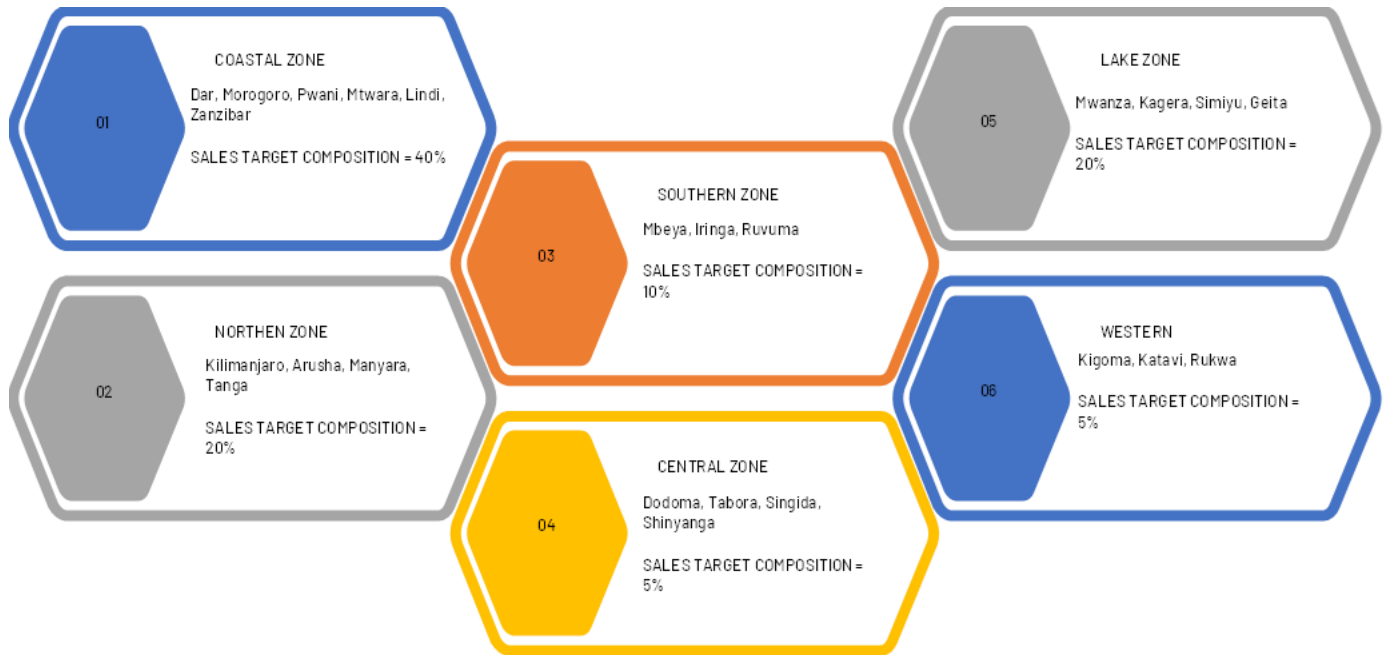 01
COASTAL ZONE
Dar, Morogoro, Pwani, Mtwara, Lindi,
Zanzibar
SALES TARGET COMPOSITION = 40%
02
NORTHEN ZONE
Kilimanjaro, Arusha, Manyara,
Tanga
SALES TARGET COMPOSITION =
20%
03
SOUTHERN ZONE
Mbeya, Iringa, Ruvuma
SALES TARGET COMPOSITION =
10%
04
CENTRAL ZONE
Dodoma, Tabora, Singida,
Shinyanga
SALES TARGET COMPOSITION =
5%
05
LAKE ZONE
Mwanza, Kagera, Simiyu, Geita
SALES TARGET COMPOSITION =
20%
06
WESTERN
Kigoma, Katavi, Rukwa
SALES TARGET COMPOSITION =
5%